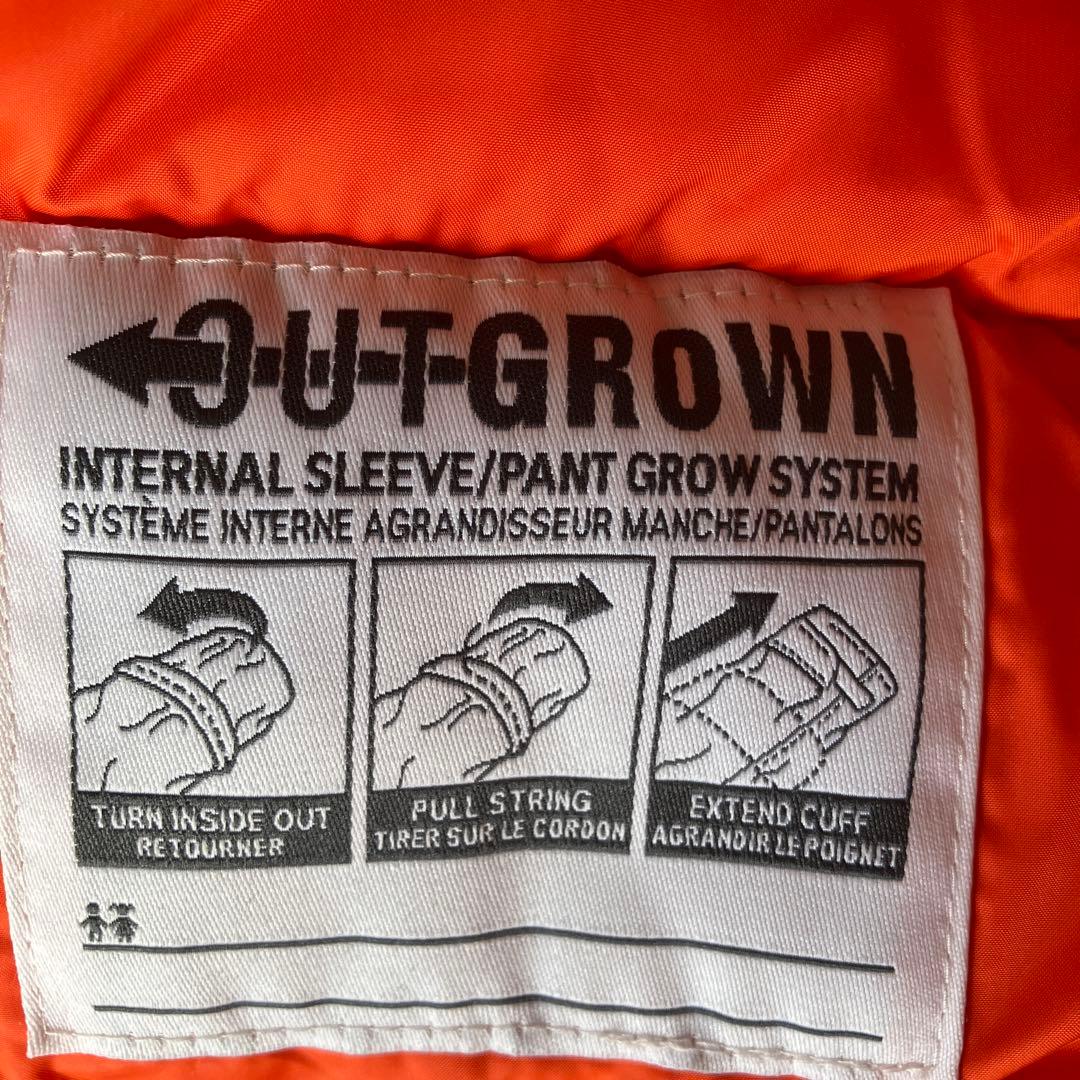 OUTGROWN
INTERNAL SLEEVE/PANT GROW SYSTEM
SYSTÈME INTERNE AGRANDISSEUR MANCHE/PANTALONS
TURN INSIDE OUT
RETOURNER
PULL STRING
TIRER SUR LE CORDON
EXTEND CUFF
AGRANDIR LE POIGNET